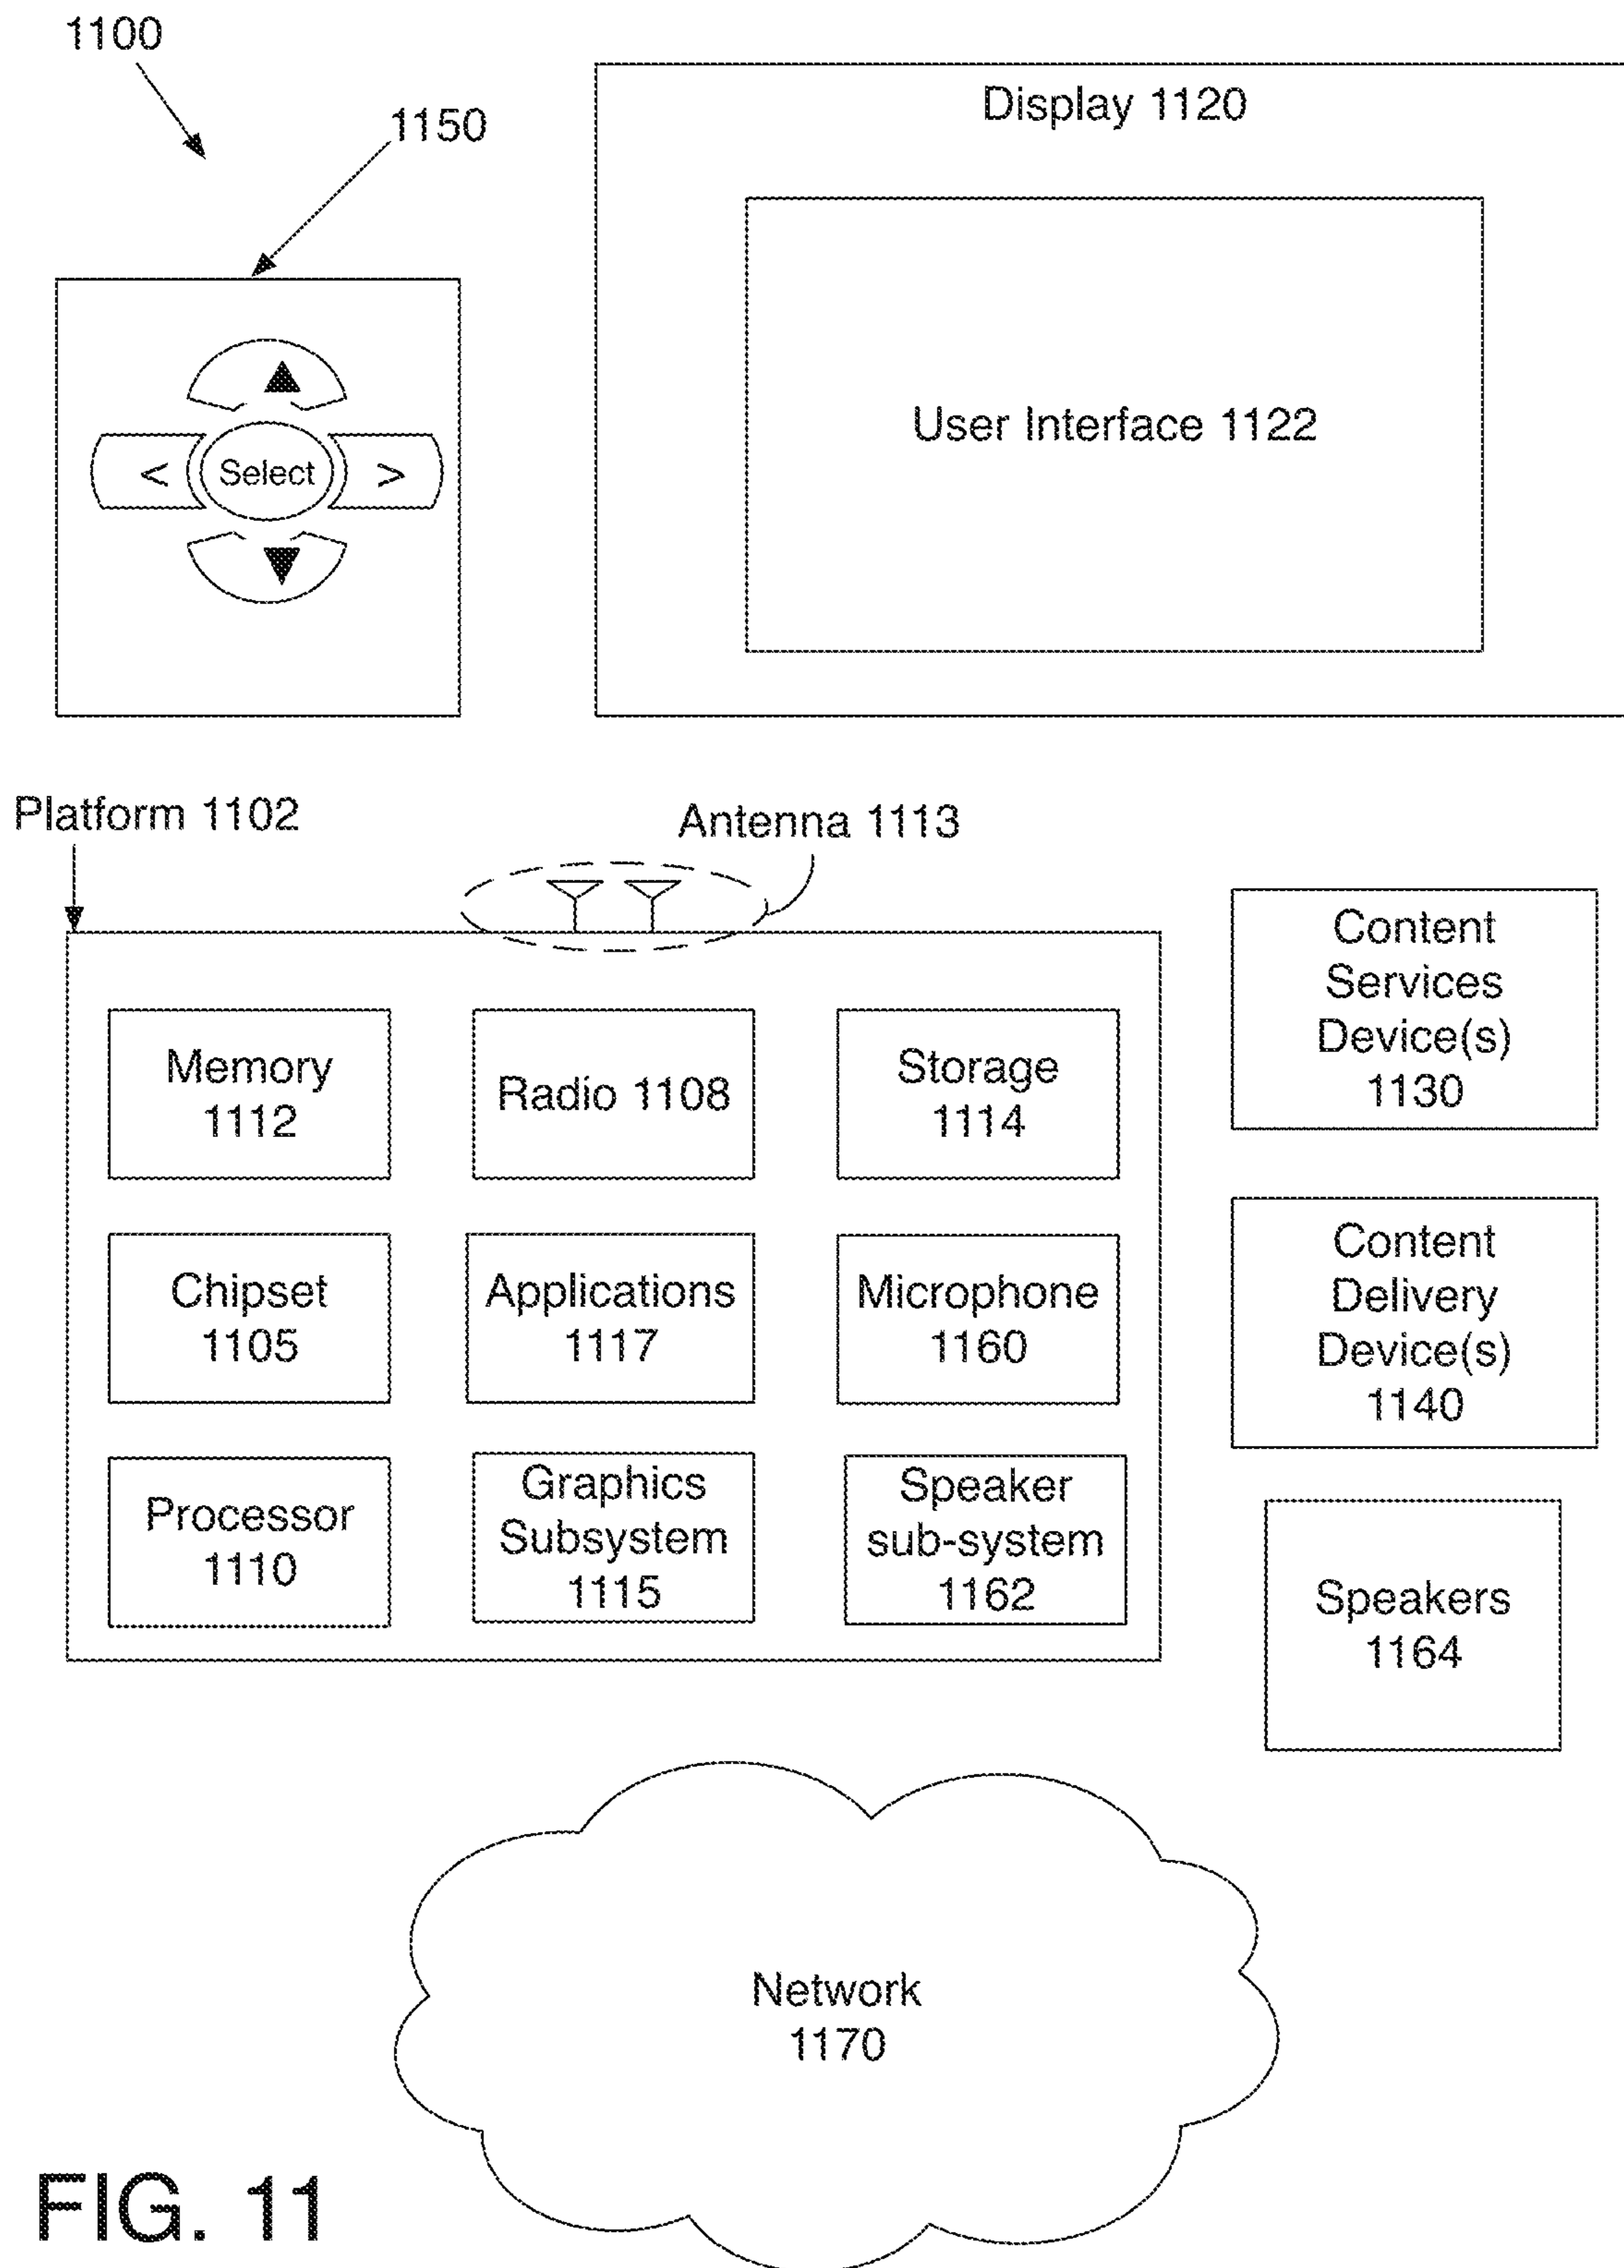 1100
1150
Display 1120
User Interface 1122
<
Select
>
Platform 1102
Antenna 1113
Memory
1112
Radio 1108
Storage
1114
Content
Services
Device(s)
1130
Chipset
1105
Applications
1117
Microphone
1160
Content
Delivery
Device(s)
1140
Processor
1110
Graphics
Subsystem
1115
Speaker
sub-system
1162
Speakers
1164
Network
1170
FIG. 11